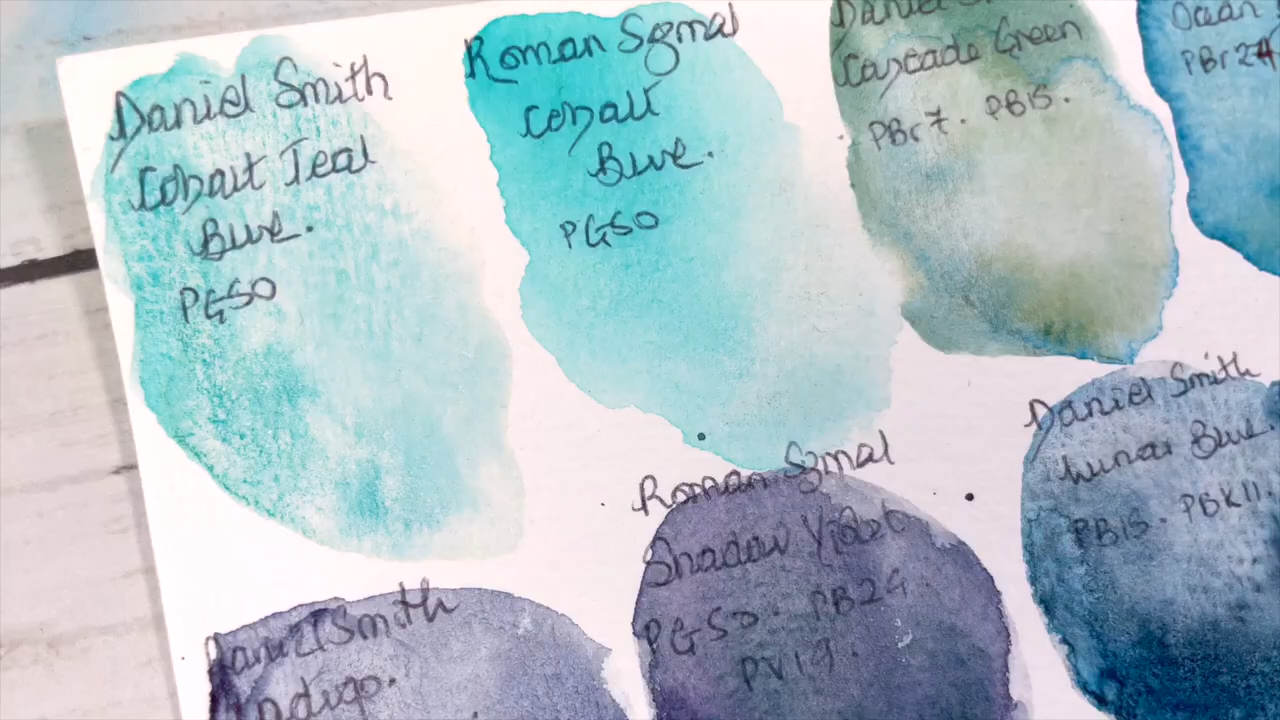 Daniel Smith
Cobalt Teal
Blue.
PG50
Roman Szmal
Cobalt
Blue.
PG50
Daniel
Cascade Green
PBr7. PB15.
Ocean
PBr24
Roman Szmal
Shadow Violet
PG50. PB29.
PV19.
Daniel Smith
Lunar Blue.
PB15. PBK11.
Daniel Smith
Indigo.